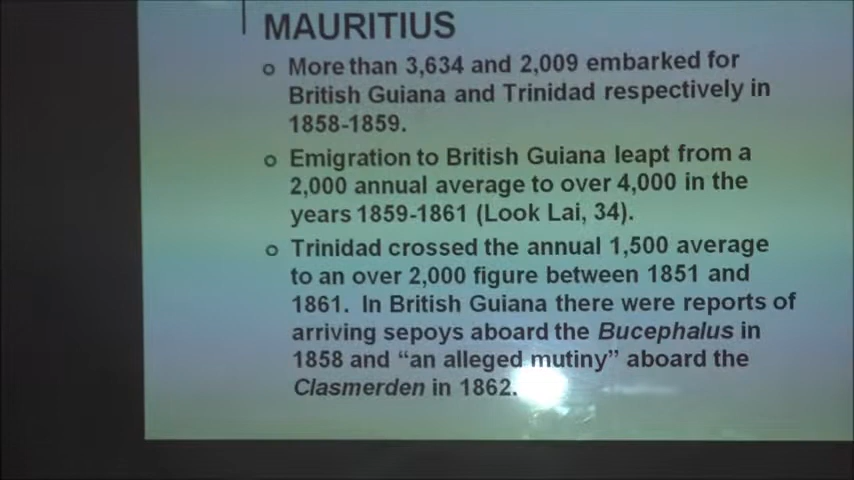 MAURITIUS
o More than 3,634 and 2,009 embarked for
British Guiana and Trinidad respectively in
1858-1859.
o Emigration to British Guiana leapt from a
2,000 annual average to over 4,000 in the
years 1859-1861 (Look Lai, 34).
o Trinidad crossed the annual 1,500 average
to an over 2,000 figure between 1851 and
1861. In British Guiana there were reports of
arriving sepoys aboard the Bucephalus in
1858 and “an alleged mutiny” aboard the
Clasmerden in 1862.